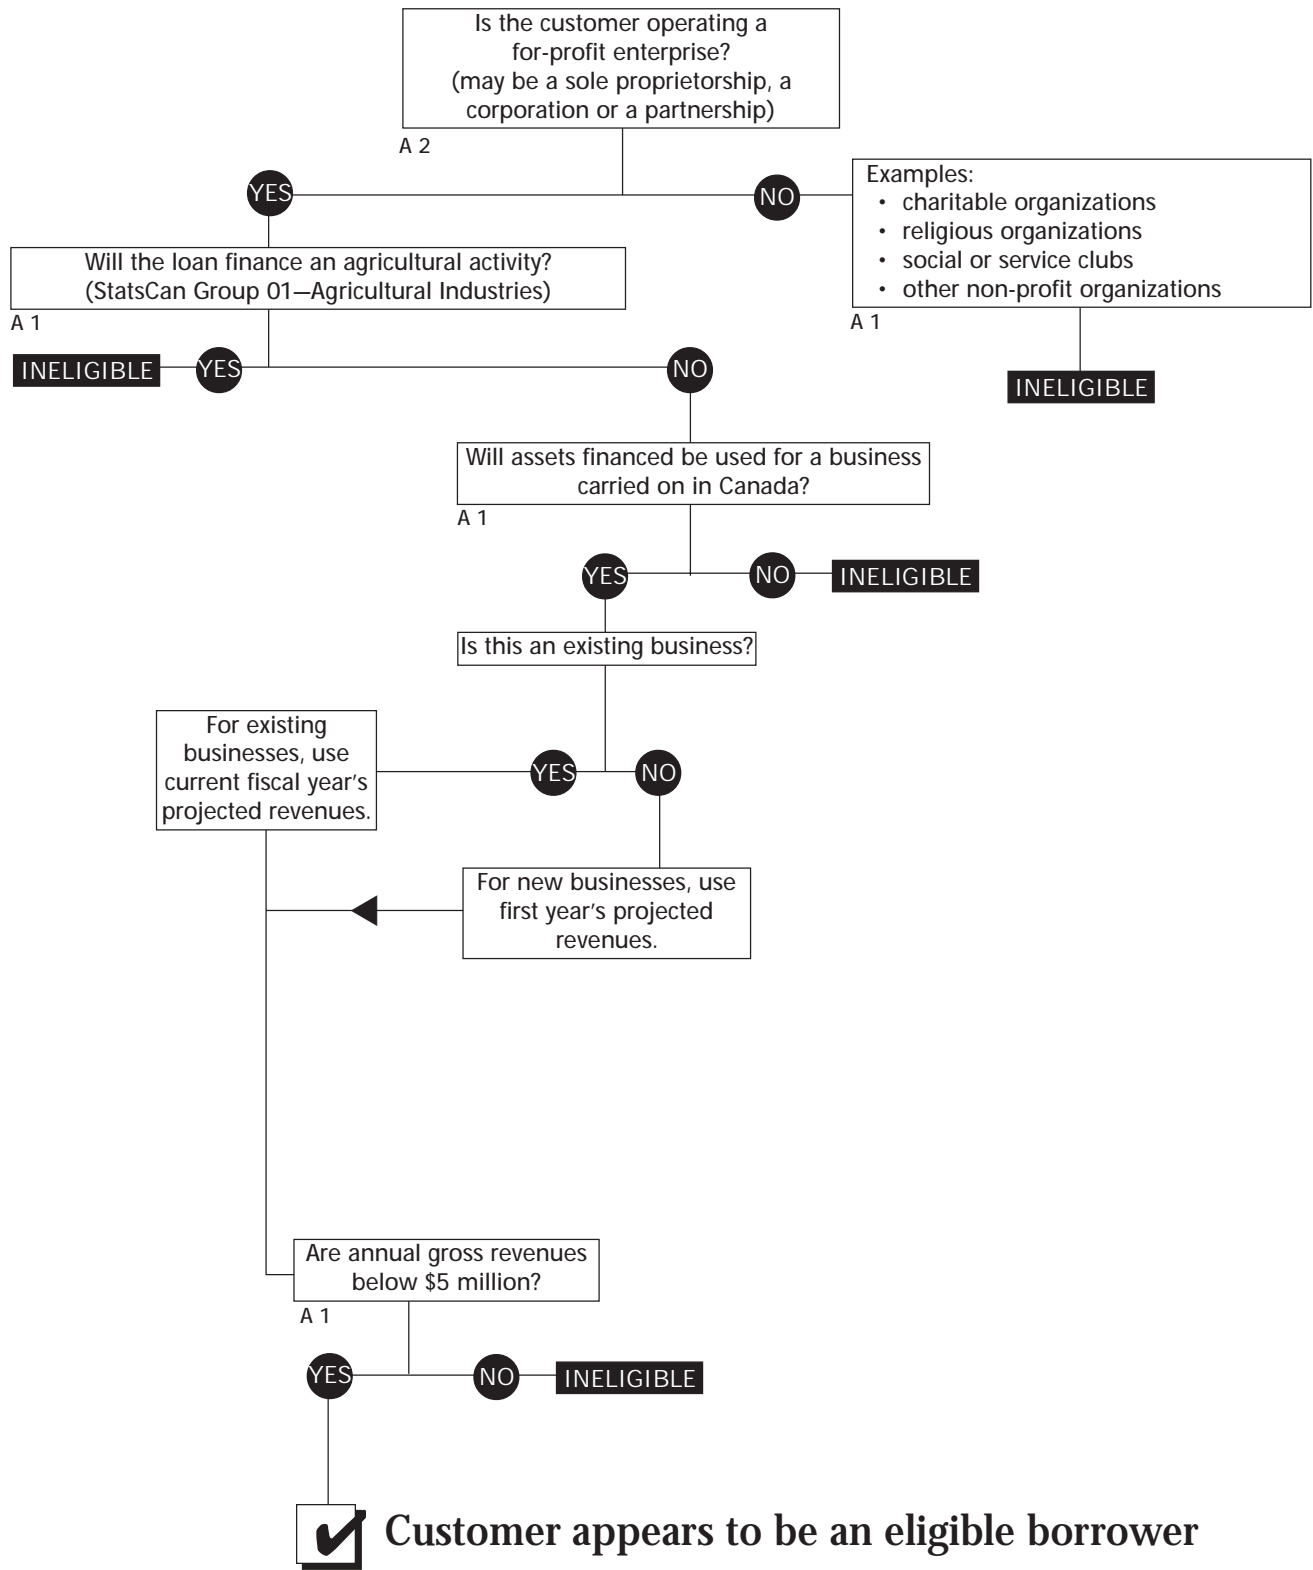 Is the customer operating a
for-profit enterprise?
(may be a sole proprietorship, a
corporation or a partnership)
A 2
YES
NO
Examples:
• charitable organizations
• religious organizations
• social or service clubs
• other non-profit organizations
A 1
INELIGIBLE
Will the loan finance an agricultural activity?
(StatsCan Group 01—Agricultural Industries)
A 1
INELIGIBLE
YES
NO
Will assets financed be used for a business
carried on in Canada?
A 1
YES
NO
INELIGIBLE
Is this an existing business?
YES
NO
For existing
businesses, use
current fiscal year's
projected revenues.
For new businesses, use
first year's projected
revenues.
Are annual gross revenues
below $5 million?
A 1
YES
NO
INELIGIBLE
Customer appears to be an eligible borrower